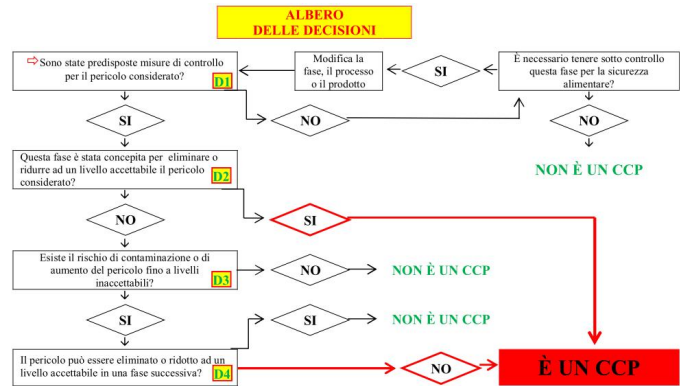 ALBERO
DELLE DECISIONI
⇨Sono state predisposte misure di controllo
per il pericolo considerato?
D1
Modifica la
fase, il processo
o il prodotto
SI
È necessario tenere sotto controllo
questa fase per la sicurezza
alimentare?
SI
NO
NO
NON È UN CCP
Questa fase è stata concepita per eliminare o
ridurre ad un livello accettabile il pericolo
considerato?
D2
NO
SI
Esiste il rischio di contaminazione o di
aumento del pericolo fino a livelli
inaccettabili?
D3
NO
NON È UN CCP
SI
SI
NON È UN CCP
Il pericolo può essere eliminato o ridotto ad un
livello accettabile in una fase successiva?
D4
NO
È UN CCP